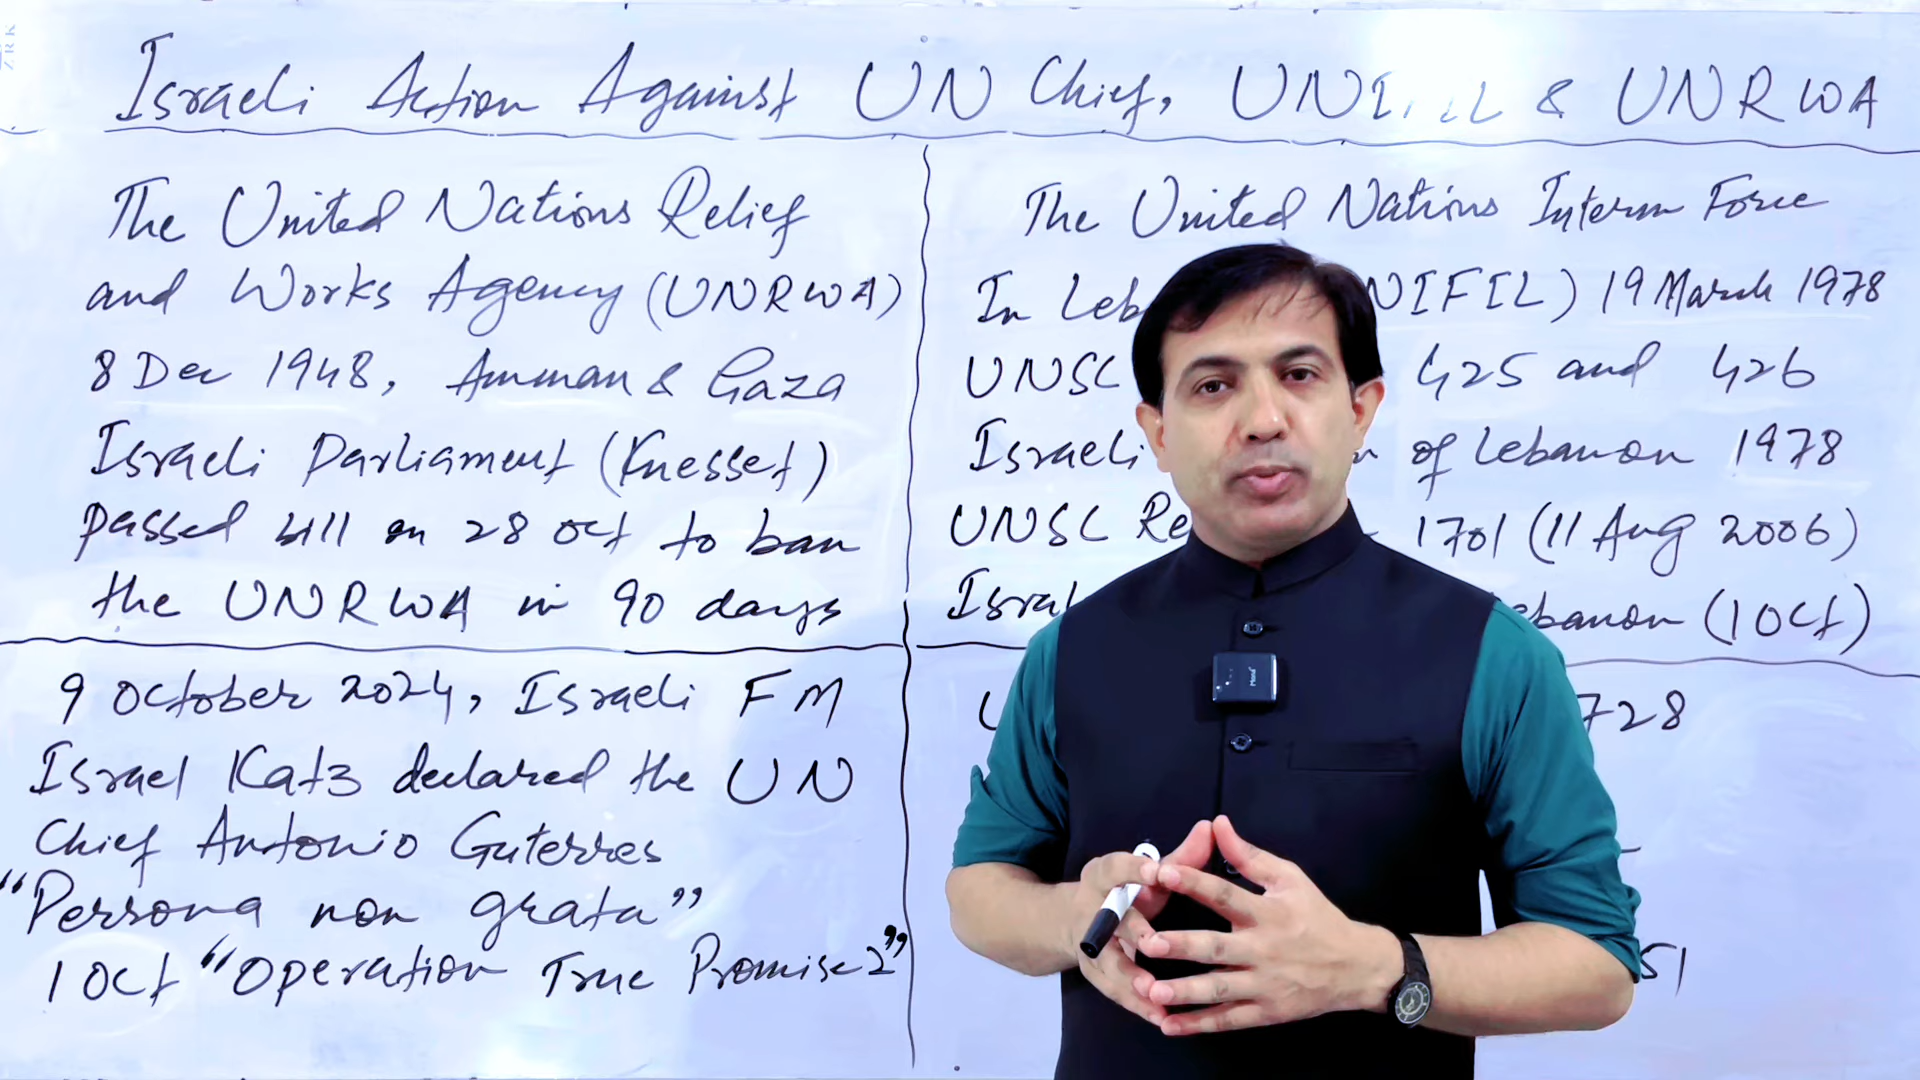 ZRK
Israeli Action Against UN Chief, UNIFIL & UNRWA
The United Nations Relief
and Works Agency (UNRWA)
8 Dec 1948, Amman & Gaza
Israeli Parliament (Knesset)
passed bill on 28 Oct to ban
the UNRWA in 90 days
9 October 2024, Israeli FM
Israel Katz declared the UN
Chief Antonio Guterres
"Persona non grata"
1 Oct "Operation True Promise 2"
The United Nations Interim Force
In Leb NIFIL) 19 March 1978
UNSC 425 and 426
Israeli of Lebanon 1978
UNSC Re 1701 (11 Aug 2006)
Isra ebanon (1 Oct)
728
51